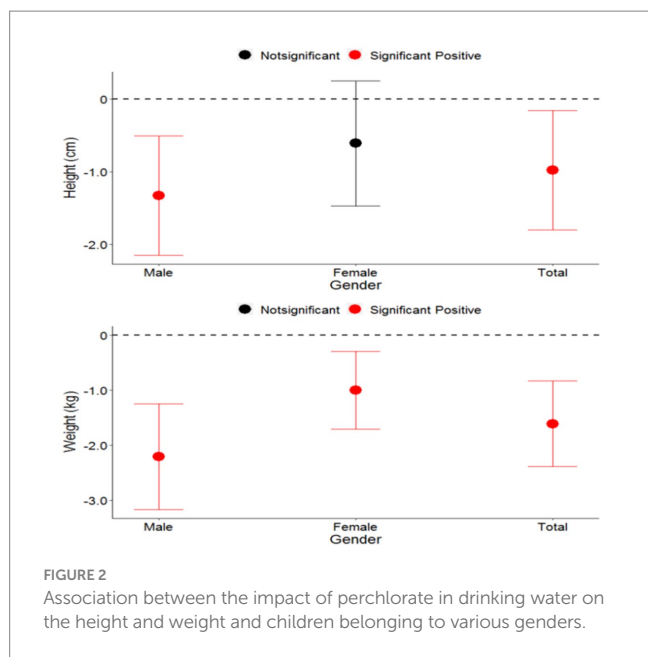 Notsignificant Significant Positive
0
-1.0
-2.0
Height (cm)
Male Female Total
Gender
Notsignificant Significant Positive
0
-1.0
-2.0
-3.0
Weight (kg)
Male Female Total
Gender
FIGURE 2
Association between the impact of perchlorate in drinking water on
the height and weight and children belonging to various genders.